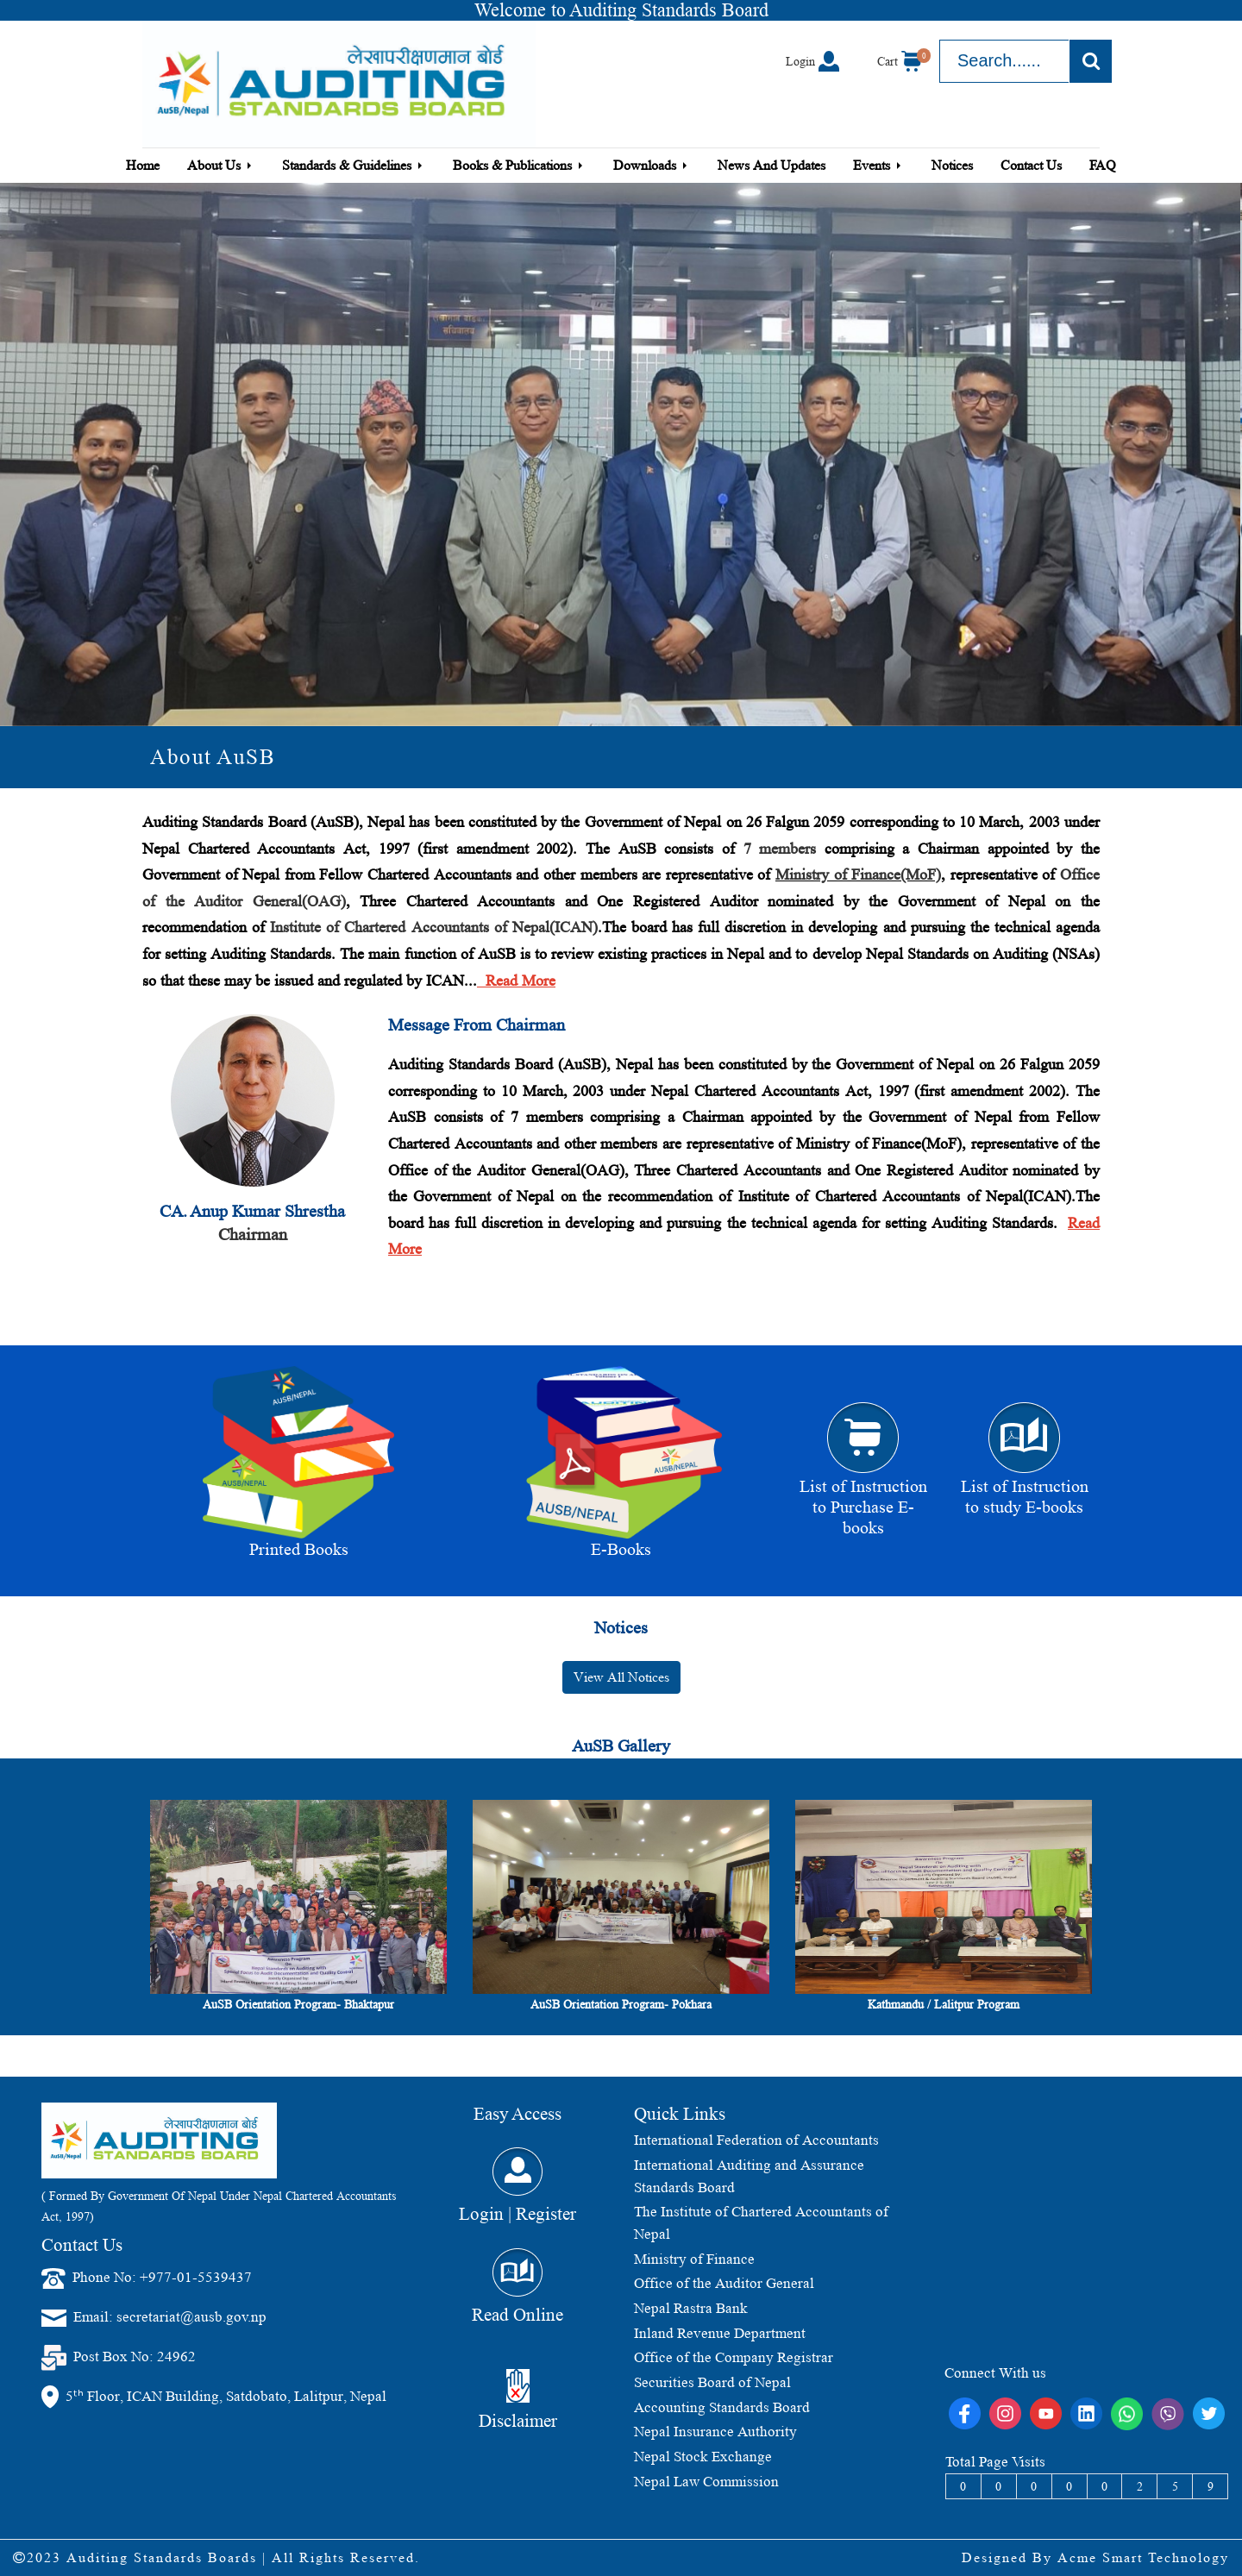 Welcome to Auditing Standards Board
लेखापरीक्षणमान बोर्ड
AUDITING
STANDARDS BOARD
AuSB/Nepal
Login
Cart 0
Search......
Home About Us Standards & Guidelines Books & Publications Downloads News And Updates Events Notices Contact Us FAQ
About AuSB
Auditing Standards Board (AuSB), Nepal has been constituted by the Government of Nepal on 26 Falgun 2059 corresponding to 10 March, 2003 under
Nepal Chartered Accountants Act, 1997 (first amendment 2002). The AuSB consists of 7 members comprising a Chairman appointed by the
Government of Nepal from Fellow Chartered Accountants and other members are representative of Ministry of Finance(MoF), representative of Office
of the Auditor General(OAG), Three Chartered Accountants and One Registered Auditor nominated by the Government of Nepal on the
recommendation of Institute of Chartered Accountants of Nepal(ICAN).The board has full discretion in developing and pursuing the technical agenda
for setting Auditing Standards. The main function of AuSB is to review existing practices in Nepal and to develop Nepal Standards on Auditing (NSAs)
so that these may be issued and regulated by ICAN... Read More
CA. Anup Kumar Shrestha
Chairman
Message From Chairman
Auditing Standards Board (AuSB), Nepal has been constituted by the Government of Nepal on 26 Falgun 2059
corresponding to 10 March, 2003 under Nepal Chartered Accountants Act, 1997 (first amendment 2002). The
AuSB consists of 7 members comprising a Chairman appointed by the Government of Nepal from Fellow
Chartered Accountants and other members are representative of Ministry of Finance(MoF), representative of the
Office of the Auditor General(OAG), Three Chartered Accountants and One Registered Auditor nominated by
the Government of Nepal on the recommendation of Institute of Chartered Accountants of Nepal(ICAN).The
board has full discretion in developing and pursuing the technical agenda for setting Auditing Standards. Read
More
AUSB/NEPAL
AUSB/NEPAL
Printed Books
AUSB/NEPAL
AUSB/NEPAL
E-Books
List of Instruction
to Purchase E-
books
List of Instruction
to study E-books
Notices
View All Notices
AuSB Gallery
AuSB Orientation Program- Bhaktapur
AuSB Orientation Program- Pokhara
Kathmandu / Lalitpur Program
लेखापरीक्षणमान बोर्ड
AUDITING
STANDARDS BOARD
AuSB/Nepal
( Formed By Government Of Nepal Under Nepal Chartered Accountants
Act, 1997)
Contact Us
Phone No: +977-01-5539437
Email: secretariat@ausb.gov.np
Post Box No: 24962
5ᵗʰ Floor, ICAN Building, Satdobato, Lalitpur, Nepal
Easy Access
Login | Register
Read Online
Disclaimer
Quick Links
International Federation of Accountants
International Auditing and Assurance
Standards Board
The Institute of Chartered Accountants of
Nepal
Ministry of Finance
Office of the Auditor General
Nepal Rastra Bank
Inland Revenue Department
Office of the Company Registrar
Securities Board of Nepal
Accounting Standards Board
Nepal Insurance Authority
Nepal Stock Exchange
Nepal Law Commission
Connect With us
Total Page Visits
0 0 0 0 0 2 5 9
©2023 Auditing Standards Boards | All Rights Reserved.
Designed By Acme Smart Technology